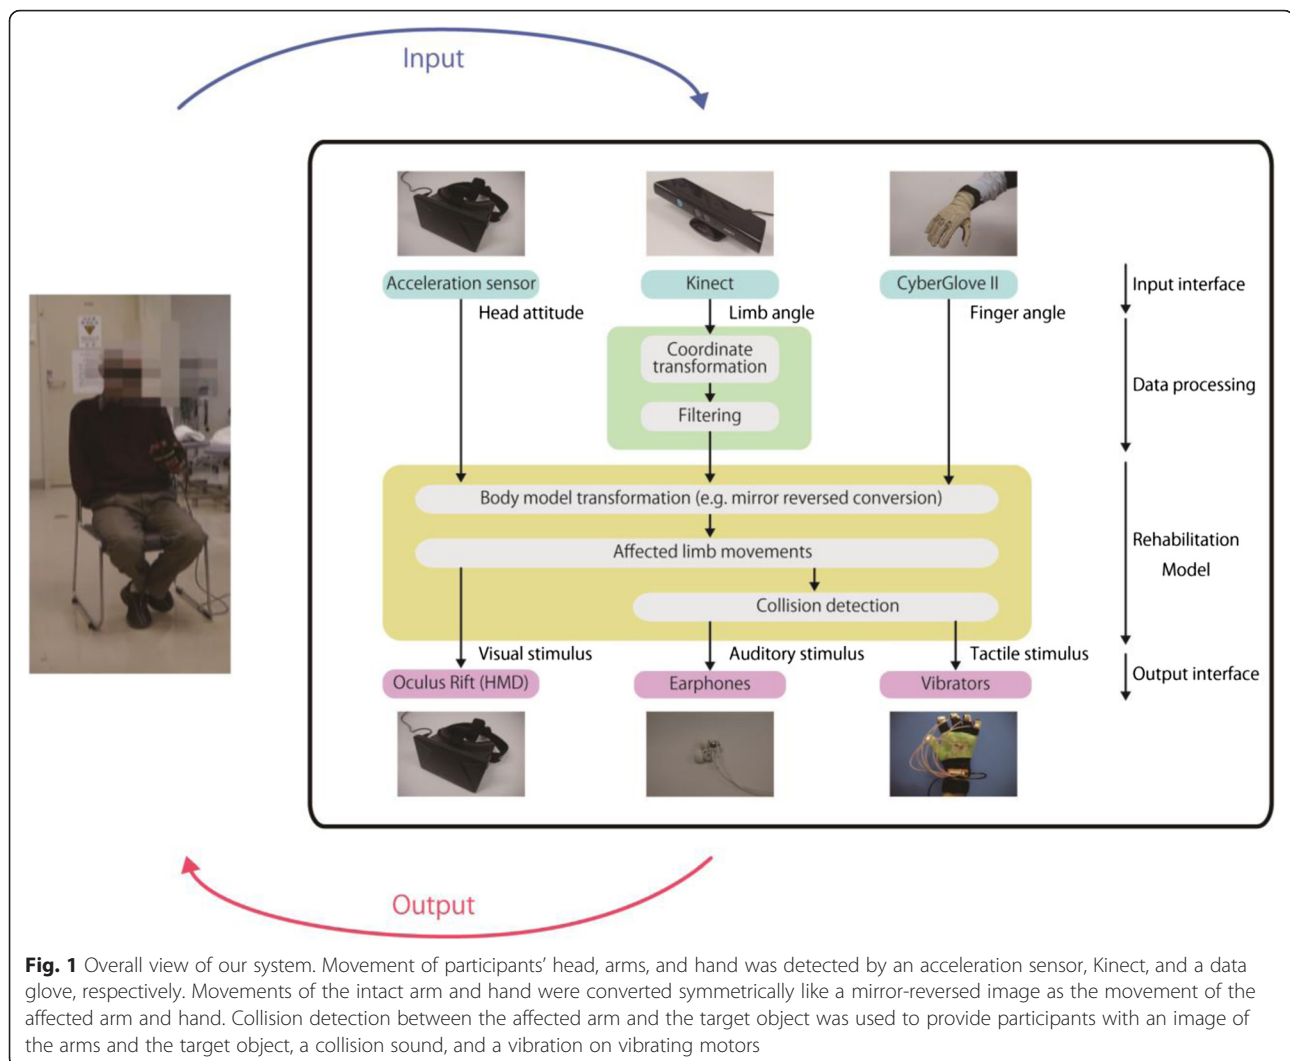 Input
Acceleration sensor
Kinect
CyberGlove II
Input interface
Head attitude
Limb angle
Finger angle
Coordinate
transformation
Data processing
Filtering
Body model transformation (e.g. mirror reversed conversion)
Affected limb movements
Rehabilitation
Model
Collision detection
Visual stimulus
Auditory stimulus
Tactile stimulus
Oculus Rift (HMD)
Earphones
Vibrators
Output interface
Output
Fig. 1 Overall view of our system. Movement of participants’ head, arms, and hand was detected by an acceleration sensor, Kinect, and a data
glove, respectively. Movements of the intact arm and hand were converted symmetrically like a mirror-reversed image as the movement of the
affected arm and hand. Collision detection between the affected arm and the target object was used to provide participants with an image of
the arms and the target object, a collision sound, and a vibration on vibrating motors